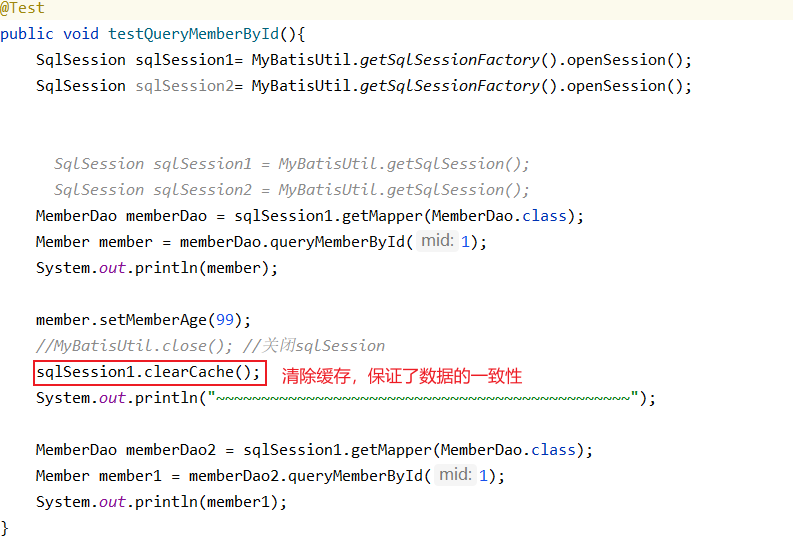 @Test
public void testQueryMemberById(){
SqlSession sqlSession1= MyBatisUtil.getSqlSessionFactory().openSession();
SqlSession sqlSession2= MyBatisUtil.getSqlSessionFactory().openSession();
SqlSession sqlSession1 = MyBatisUtil.getSqlSession();
SqlSession sqlSession2 = MyBatisUtil.getSqlSession();
MemberDao memberDao = sqlSession1.getMapper(MemberDao.class);
Member member = memberDao.queryMemberById( mid: 1);
System.out.println(member);
member.setMemberAge(99);
//MyBatisUtil.close(); //关闭sqlSession
sqlSession1.clearCache(); 清除缓存，保证了数据的一致性
System.out.println("~~~~~~~~~~~~~~~~~~~~~~~~~~~~~~~~~~~~~~~~~~~~~~~");
MemberDao memberDao2 = sqlSession1.getMapper(MemberDao.class);
Member member1 = memberDao2.queryMemberById( mid: 1);
System.out.println(member1);
}